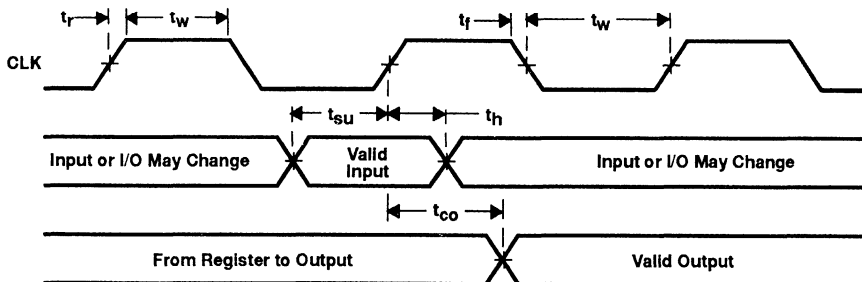 tr tw tf tw
CLK
tsu th
Input or I/O May Change Valid Input Input or I/O May Change
tco
From Register to Output Valid Output